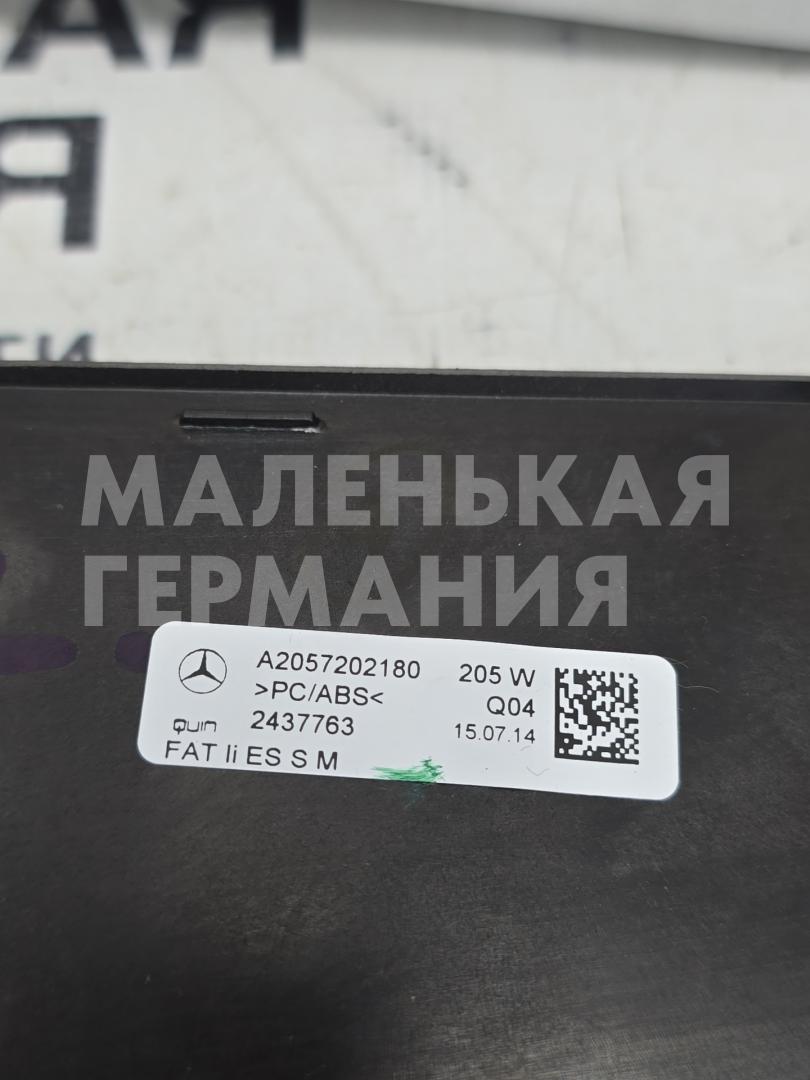 МАЛЕНЬКАЯ
ГЕРМАНИЯ
A2057202180 205 W
>PC/ABS< Q04
QUIN 2437763 15.07.14
FAT li ES S M